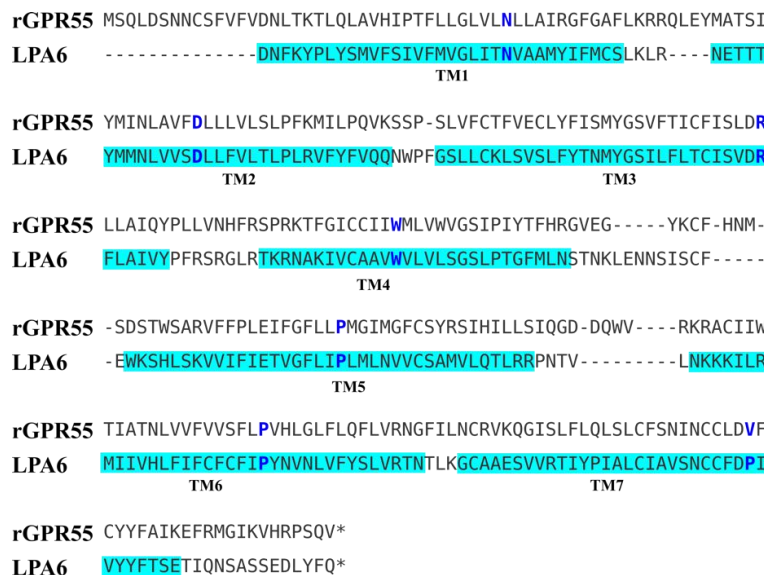 rGPR55 MSQLDSNNCSFVFVDNLTKTLQLAVHIPTFLLGLVLNLLAIRGFGAFLKRRQLEYMATSI
LPA6 --------------DNFKYPLYSMVFSIVFMVGLITNVAAMYIFMCSLKLR----NETTT
TM1
rGPR55 YMINLAVFDLLLVLSLPFKMILPQVKSSP-SLVFCTFVECLYFISMYGSVFTICFISLDR
LPA6 YMMNLVVSDLLFVLTLPLRVFYFVQQNWPFGSLLCKLSVSLFYTNMYGSILFLTCISVDR
TM2 TM3
rGPR55 LLAIQYPLLVNHFRSPRKTFGICCIIWMLVWVGSIPIYTFHRGVEG-----YKCF-HNM-
LPA6 FLAIVYPFRSRGLRTKRNAKIVCAAVWVLVLSGSLPTGFMLNSTNKLENNSISCF-----
TM4
rGPR55 -SDSTWSARVFFPLEIFGFLLPMGIMGFCSYRSIHILLSIQGD-DQWV----RKRACIIW
LPA6 -EWKSHLSKVVIFIETVGFLIPLMLNVVCSAMVLQTLRRPNTV---------LNKKKILR
TM5
rGPR55 TIATNLVVFVVSFLPVHLGLFLQFLVRNGFILNCRVKQGISLFLQLSLCFSNINCCLDVF
LPA6 MIIVHLFIFCFCFIPYNVNLVFYSLVRTNTLKGCAAESVVRTIYPIALCIAVSNCCFDPI
TM6 TM7
rGPR55 CYYFAIKEFRMGIKVHRPSQV*
LPA6 VYYFTSETIQNSASSEDLYFQ*